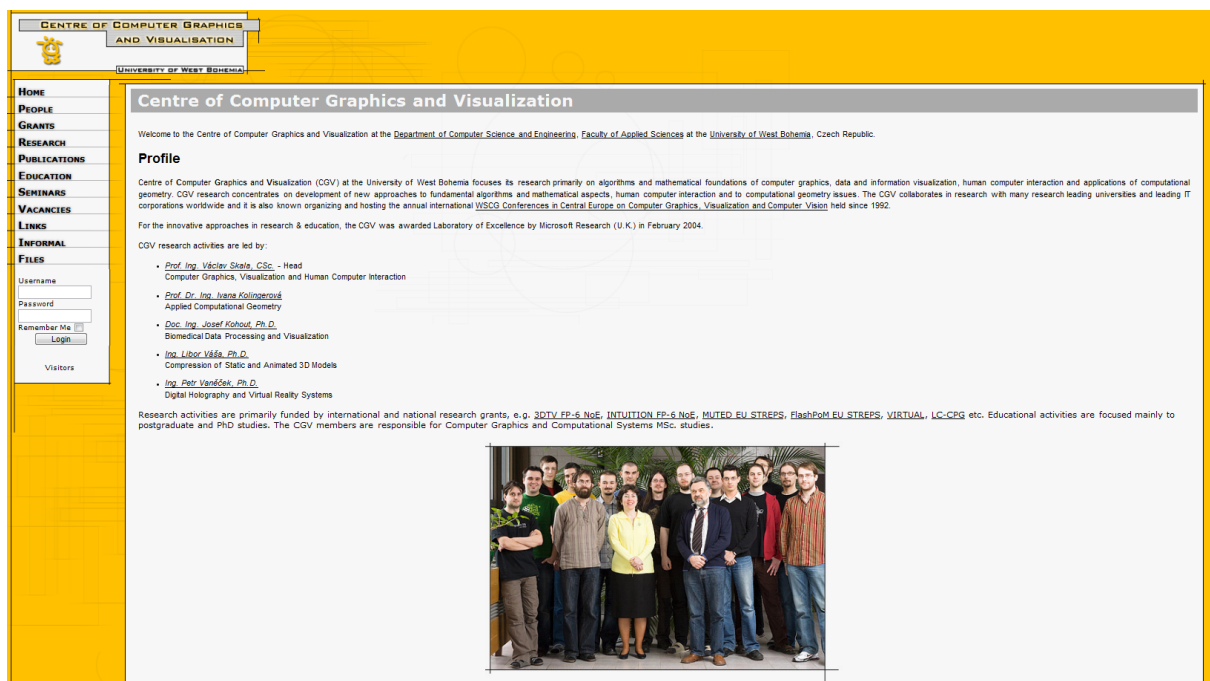 CENTRE OF COMPUTER GRAPHICS
AND VISUALISATION
UNIVERSITY OF WEST BOHEMIA
HOME
PEOPLE
GRANTS
RESEARCH
PUBLICATIONS
EDUCATION
SEMINARS
VACANCIES
LINKS
INFORMAL
FILES
Username
Password
Remember Me
Login
Visitors
Centre of Computer Graphics and Visualization
Welcome to the Centre of Computer Graphics and Visualization at the Department of Computer Science and Engineering, Faculty of Applied Sciences at the University of West Bohemia, Czech Republic.
Profile
Centre of Computer Graphics and Visualization (CGV) at the University of West Bohemia focuses its research primarily on algorithms and mathematical foundations of computer graphics, data and information visualization, human computer interaction and applications of computational
geometry. CGV research concentrates on development of new approaches to fundamental algorithms and mathematical aspects, human computer interaction and to computational geometry issues. The CGV collaborates in research with many research leading universities and leading IT
corporations worldwide and it is also known organizing and hosting the annual international WSCG Conferences in Central Europe on Computer Graphics, Visualization and Computer Vision held since 1992.
For the innovative approaches in research & education, the CGV was awarded Laboratory of Excellence by Microsoft Research (U.K.) in February 2004.
CGV research activities are led by:
• Prof. Ing. Václav Skala, CSc. - Head
Computer Graphics, Visualization and Human Computer Interaction
• Prof. Dr. Ing. Ivana Kolingerová
Applied Computational Geometry
• Doc. Ing. Josef Kohout, Ph.D.
Biomedical Data Processing and Visualization
• Ing. Libor Váša, Ph.D.
Compression of Static and Animated 3D Models
• Ing. Petr Vaněček, Ph.D.
Digital Holography and Virtual Reality Systems
Research activities are primarily funded by international and national research grants, e.g. 3DTV FP-6 NoE, INTUITION FP-6 NoE, MUTED EU STREPS, FlashPoM EU STREPS, VIRTUAL, LC-CPG etc. Educational activities are focused mainly to
postgraduate and PhD studies. The CGV members are responsible for Computer Graphics and Computational Systems MSc. studies.